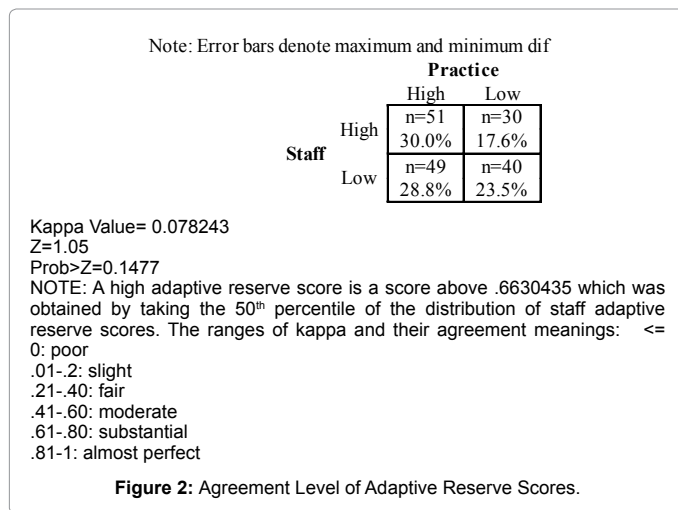 Note: Error bars denote maximum and minimum dif
Practice
High Low
Staff High n=51 n=30
30.0% 17.6%
Low n=49 n=40
28.8% 23.5%
Kappa Value= 0.078243
Z=1.05
Prob>Z=0.1477
NOTE: A high adaptive reserve score is a score above .6630435 which was
obtained by taking the 50th percentile of the distribution of staff adaptive
reserve scores. The ranges of kappa and their agreement meanings: <=
0: poor
.01-.2: slight
.21-.40: fair
.41-.60: moderate
.61-.80: substantial
.81-1: almost perfect
Figure 2: Agreement Level of Adaptive Reserve Scores.